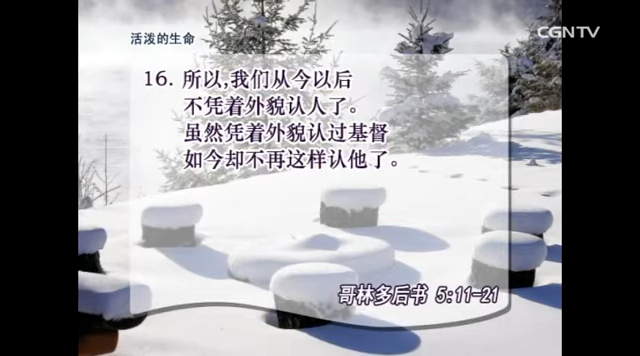 活泼的生命
CGNTV
16. 所以,我们从今以后
不凭着外貌认人了。
虽然凭着外貌认过基督
如今却不再这样认他了。
哥林多后书 5:11-21